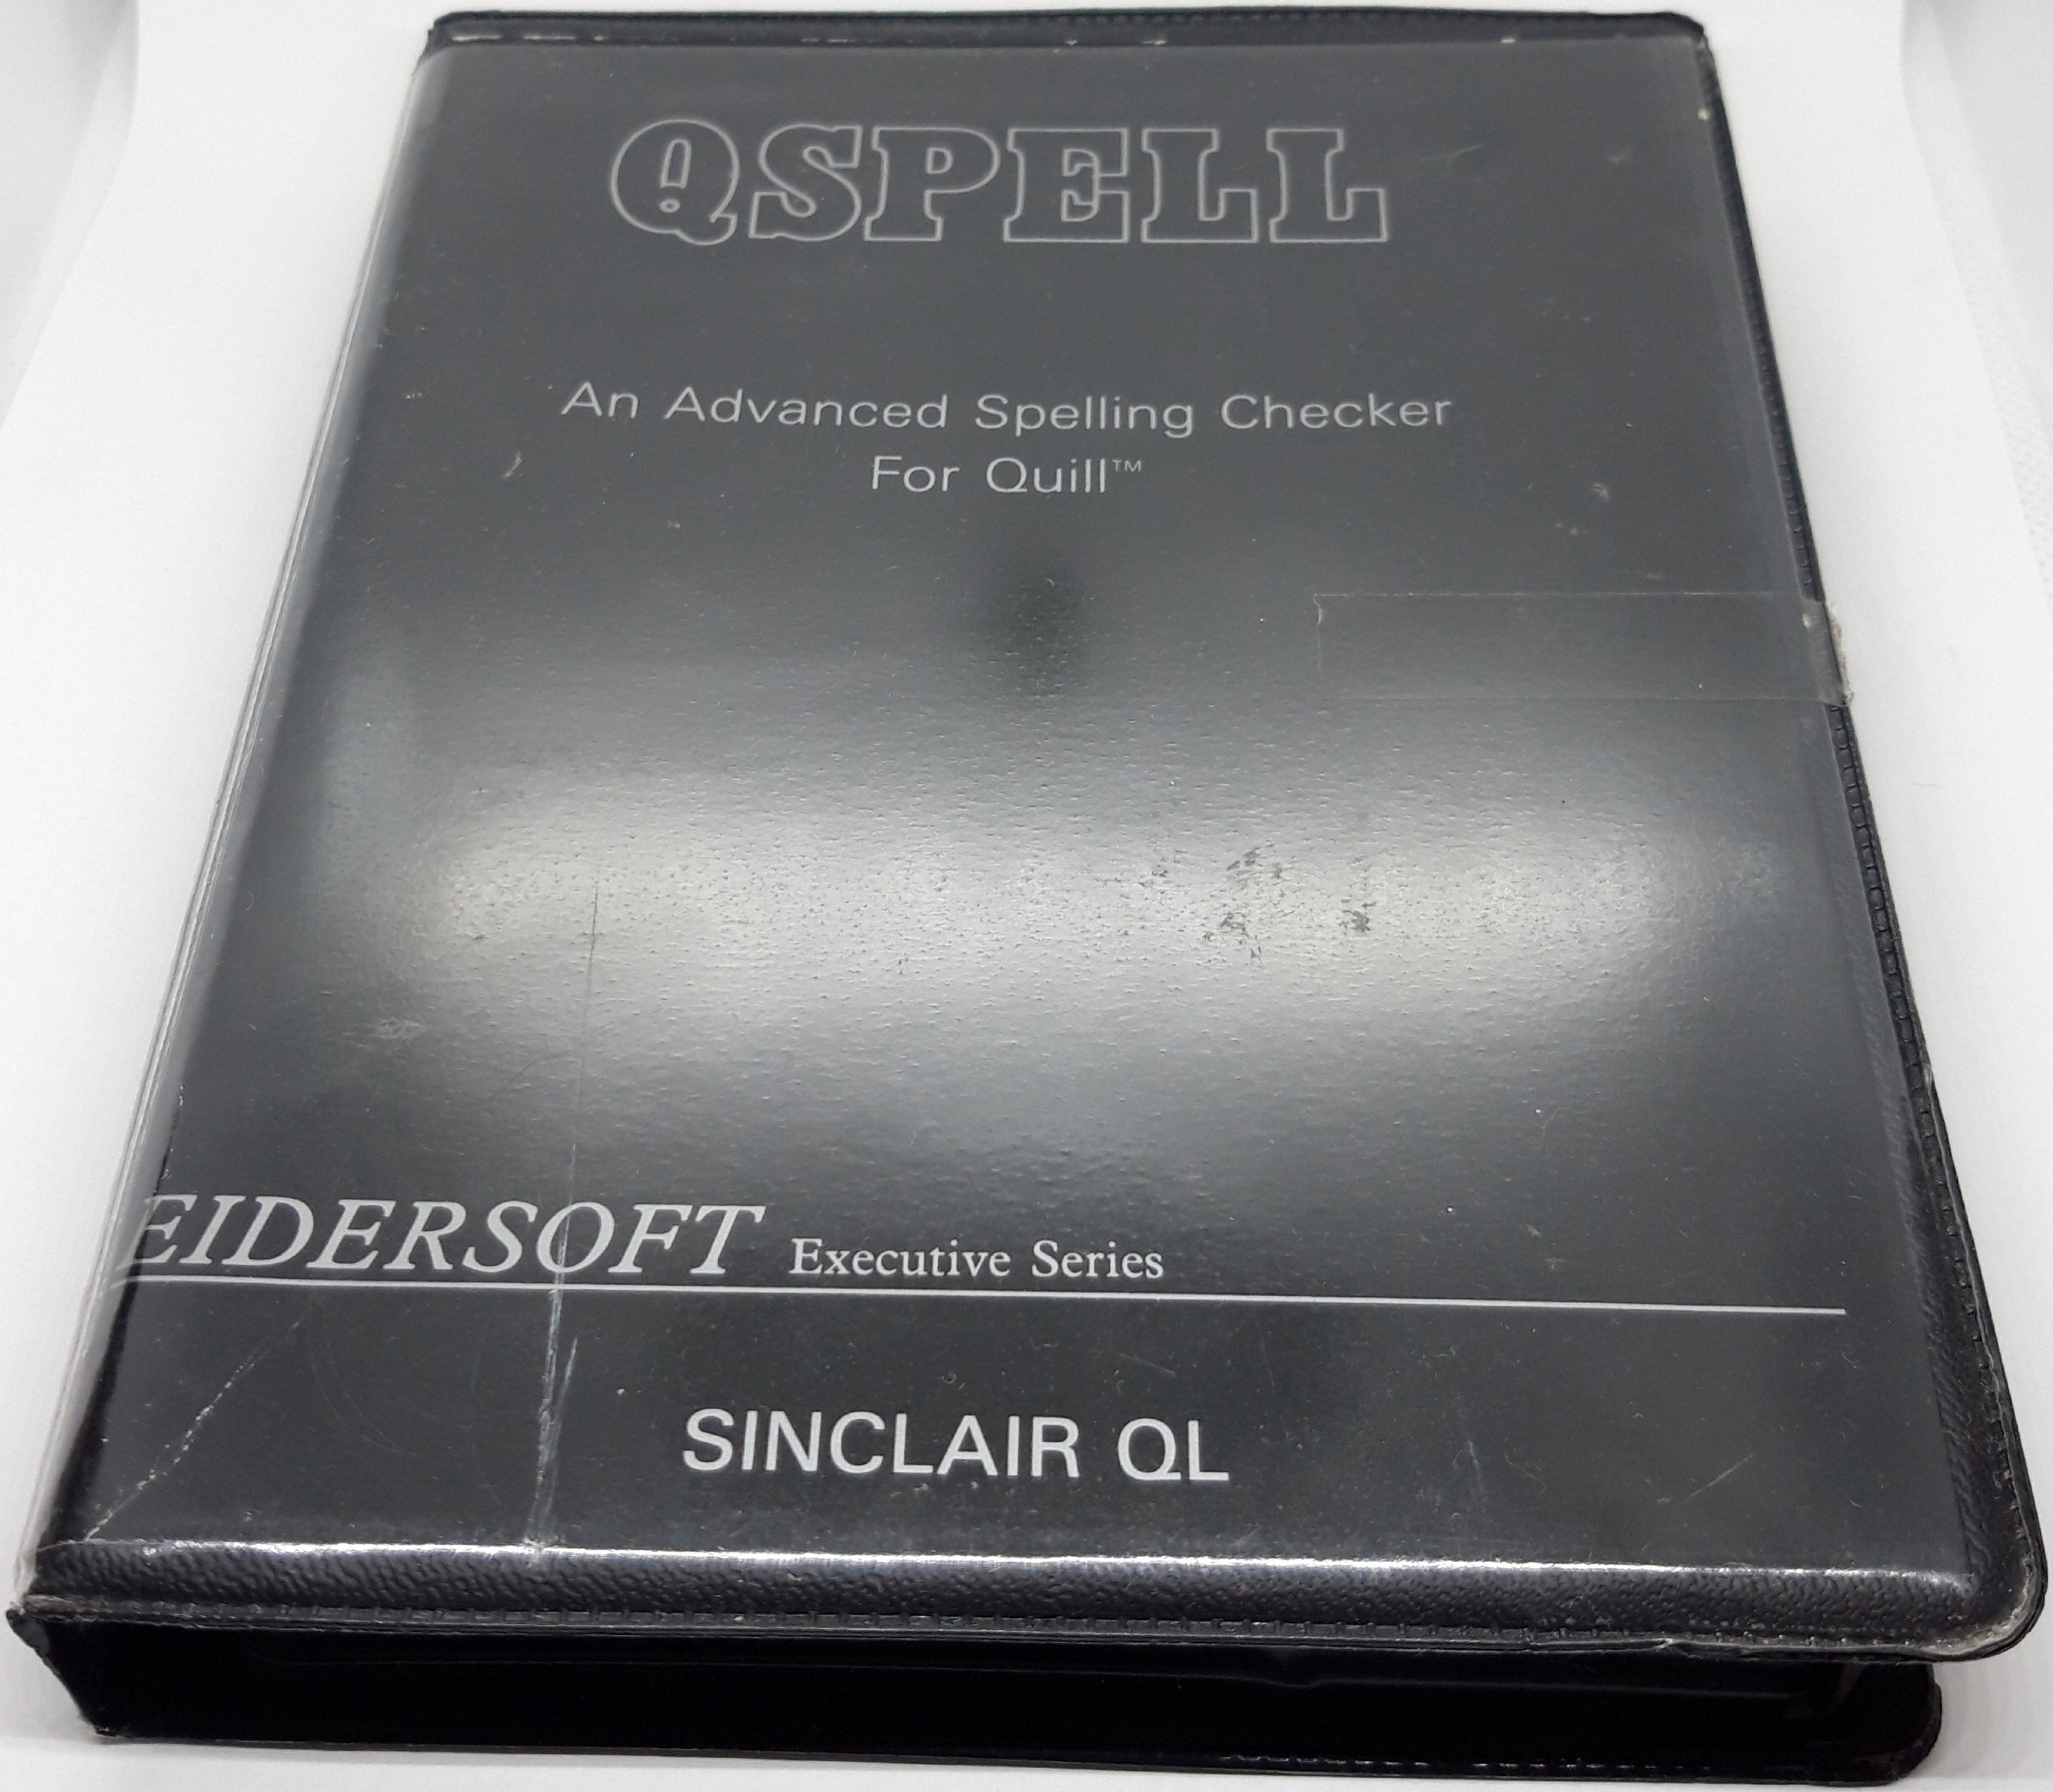 QSPELL
An Advanced Spelling Checker
For Quill™
EIDERSOFT Executive Series
SINCLAIR QL